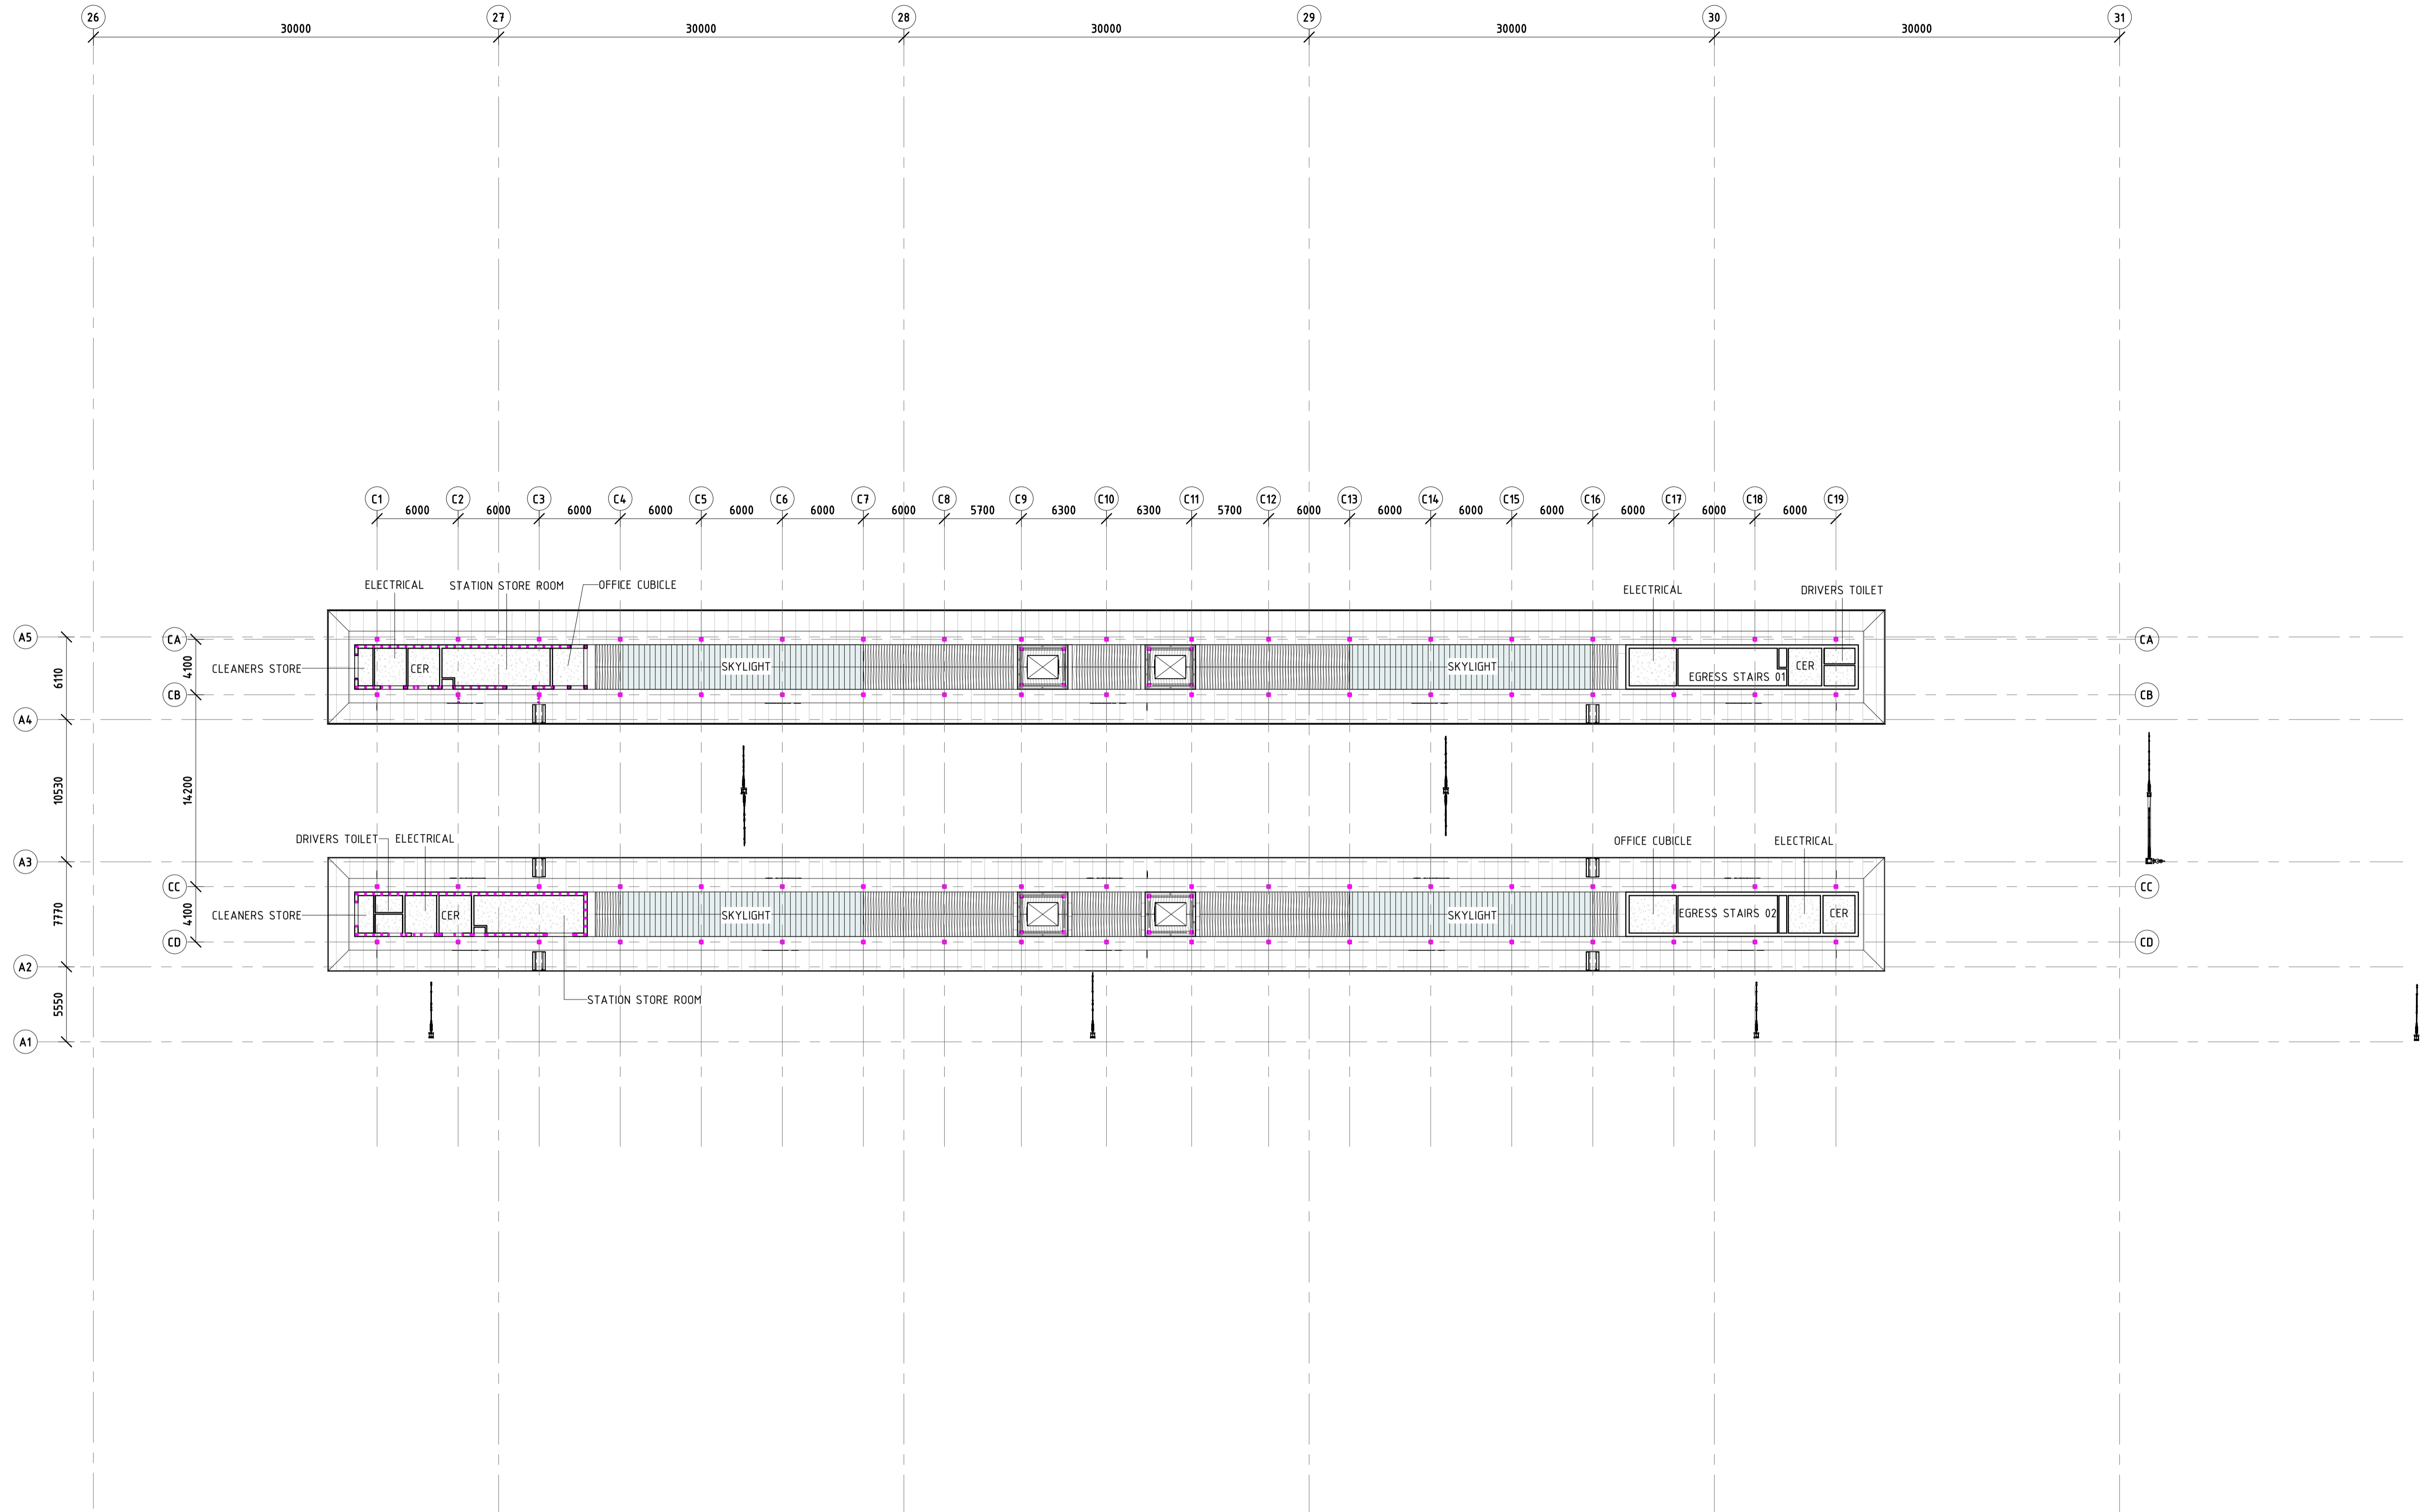 26 27 28 29 30 31
30000 30000 30000 30000 30000
C1 C2 C3 C4 C5 C6 C7 C8 C9 C10 C11 C12 C13 C14 C15 C16 C17 C18 C19
6000 6000 6000 6000 6000 6000 6000 5700 6300 6300 5700 6000 6000 6000 6000 6000 6000 6000
ELECTRICAL STATION STORE ROOM OFFICE CUBICLE ELECTRICAL DRIVERS TOILET
A5 CA CA
6110 4100
CLEANERS STORE CER SKYLIGHT SKYLIGHT CER
EGRESS STAIRS 01
CB CB
A4
10530 14200
DRIVERS TOILET ELECTRICAL OFFICE CUBICLE ELECTRICAL
A3
CC CC
7770 4100
CLEANERS STORE CER SKYLIGHT SKYLIGHT EGRESS STAIRS 02 CER
CD CD
A2
5550
STATION STORE ROOM
A1